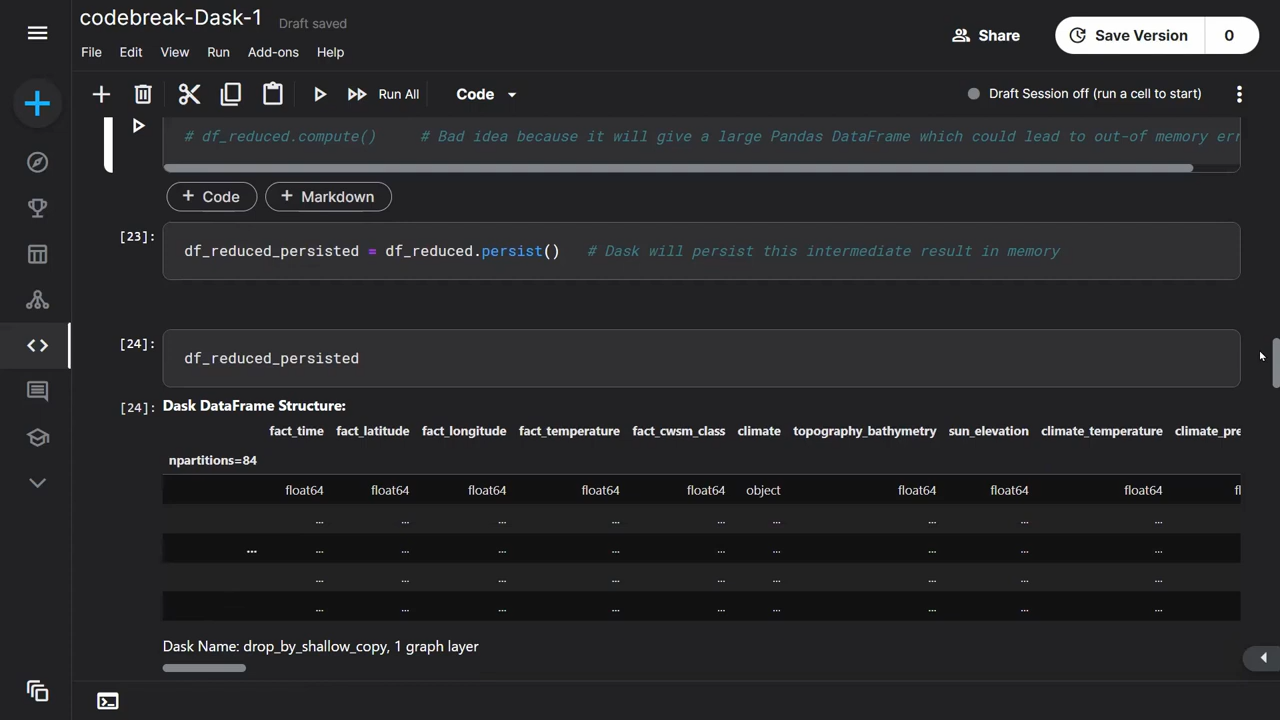 codebreak-Dask-1 Draft saved
File Edit View Run Add-ons Help
Share
Save Version 0
Run All Code
Draft Session off (run a cell to start)
# df_reduced.compute()     # Bad idea because it will give a large Pandas DataFrame which could lead to out-of memory err
+ Code + Markdown
[23]: df_reduced_persisted = df_reduced.persist()   # Dask will persist this intermediate result in memory
[24]: df_reduced_persisted
[24]: Dask DataFrame Structure:
fact_time fact_latitude fact_longitude fact_temperature fact_cwsm_class climate topography_bathymetry sun_elevation climate_temperature climate_pre
npartitions=84
float64 float64 float64 float64 float64 object float64 float64 float64 fl
... ... ... ... ... ... ... ... ...
... ... ... ... ... ... ... ... ... ...
... ... ... ... ... ... ... ... ...
... ... ... ... ... ... ... ... ...
Dask Name: drop_by_shallow_copy, 1 graph layer